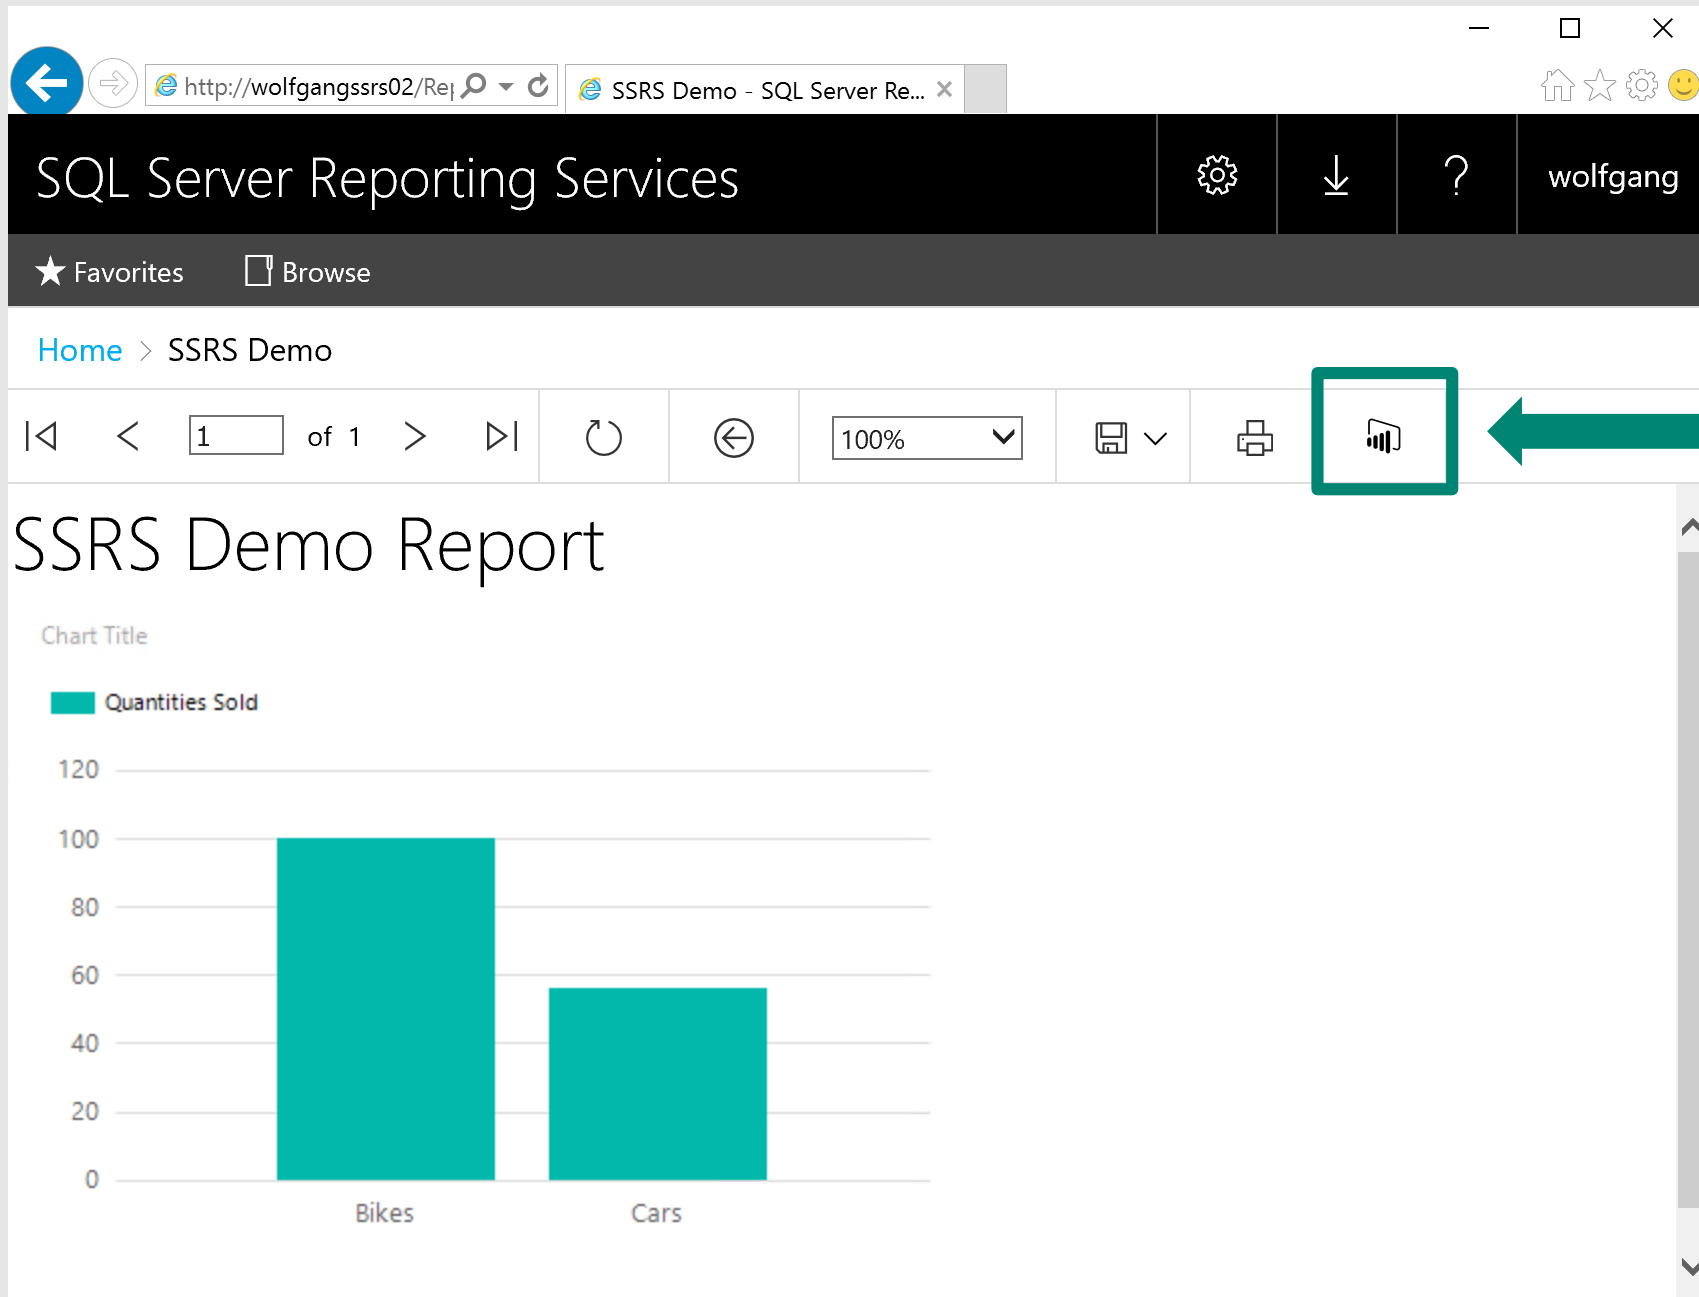 http://wolfgangssrs02/Re
SSRS Demo - SQL Server Re...
SQL Server Reporting Services
?
wolfgang
Favorites
Browse
Home > SSRS Demo
1 of 1
100%
SSRS Demo Report
Chart Title
Quantities Sold
120
100
80
60
40
20
0
Bikes
Cars